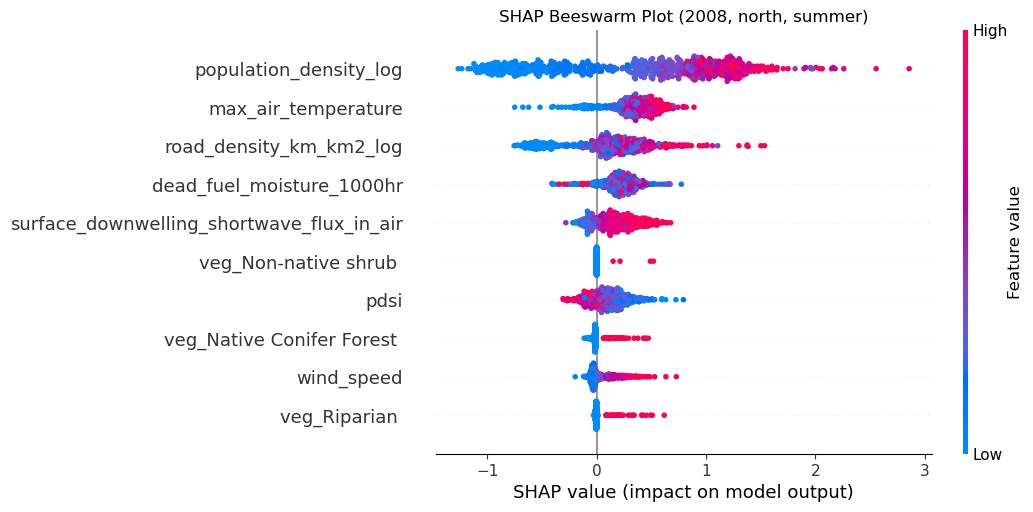 SHAP Beeswarm Plot (2008, north, summer)
High
population_density_log
max_air_temperature
road_density_km_km2_log
dead_fuel_moisture_1000hr
surface_downwelling_shortwave_flux_in_air
veg_Non-native shrub
pdsi
veg_Native Conifer Forest
wind_speed
veg_Riparian
Feature value
Low
−1 0 1 2 3
SHAP value (impact on model output)